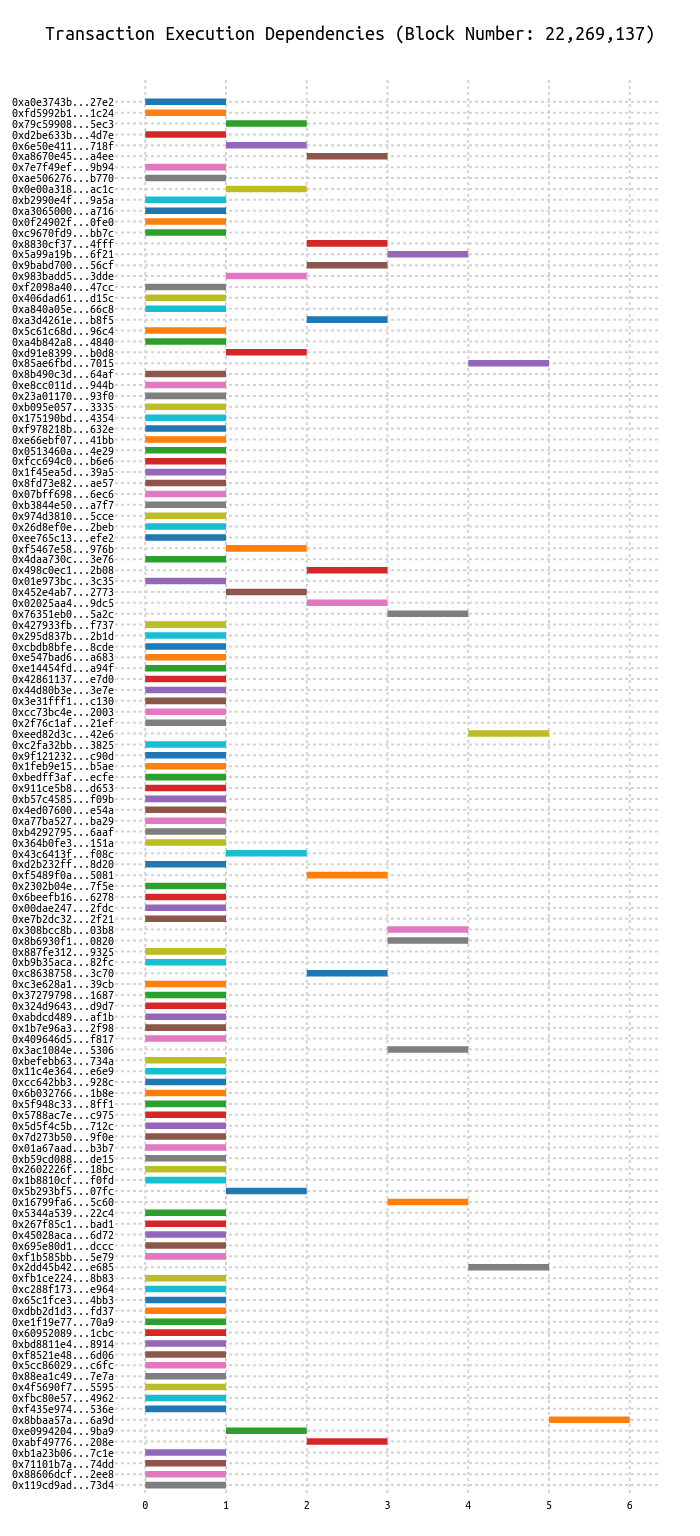 Transaction Execution Dependencies (Block Number: 22,269,137)
0xa0e3743b...27e2
0xfd5992b1...1c24
0x79c59908...5ec3
0xd2be633b...4d7e
0x6e50e411...718f
0xa8670e45...a4ee
0x7e7f49ef...9b94
0xae506276...b770
0x0e00a318...ac1c
0xb2990e4f...9a5a
0xa3065000...a716
0x0f24902f...0fe0
0xc9670fd9...bb7c
0x8830cf37...4fff
0x5a99a19b...6f21
0x9babd700...56cf
0x983badd5...3dde
0xf2098a40...47cc
0x406dad61...d15c
0xa840a05e...66c8
0xa3d4261e...b8f5
0x5c61c68d...96c4
0xa4b842a8...4840
0xd91e8399...b0d8
0x85ae6fbd...7015
0x8b490c3d...64af
0xe8cc011d...944b
0x23a01170...93f0
0xb095e057...3335
0x175190bd...4354
0xf978218b...632e
0xe66ebf07...41bb
0x0513460a...4e29
0xfcc694c0...b6e6
0x1f45ea5d...39a5
0x8fd73e82...ae57
0x07bff698...6ec6
0xb3844e50...a7f7
0x974d3810...5cce
0x26d8ef0e...2beb
0xee765c13...efe2
0xf5467e58...976b
0x4daa730c...3e76
0x498c0ec1...2b08
0x01e973bc...3c35
0x452e4ab7...2773
0x02025aa4...9dc5
0x76351eb0...5a2c
0x427933fb...f737
0x295d837b...2b1d
0xcbdb8bfe...8cde
0xe547bad6...a683
0xe14454fd...a94f
0x42861137...e7d0
0x44d80b3e...3e7e
0x3e31fff1...c130
0xcc73bc4e...2003
0x2f76c1af...21ef
0xeed82d3c...42e6
0xc2fa32bb...3825
0x9f121232...c90d
0x1feb9e15...b5ae
0xbedff3af...ecfe
0x911ce5b8...d653
0xb57c4585...f09b
0x4ed07600...e54a
0xa77ba527...ba29
0xb4292795...6aaf
0x364b0fe3...151a
0x43c6413f...f08c
0xd2b232ff...8d20
0xf5489f0a...5081
0x2302b04e...7f5e
0x6beefb16...6278
0x00dae247...2fdc
0xe7b2dc32...2f21
0x308bcc8b...03b8
0x8b6930f1...0820
0x887fe312...9325
0xb9b35aca...82fc
0xc8638758...3c70
0xc3e628a1...39cb
0x37279798...1687
0x324d9643...d9d7
0xabdcd489...af1b
0x1b7e96a3...2f98
0x409646d5...f817
0x3ac1084e...5306
0xbefebb63...734a
0x11c4e364...e6e9
0xcc642bb3...928c
0x6b032766...1b8e
0x5f948c33...8ff1
0x5788ac7e...c975
0x5d5f4c5b...712c
0x7d273b50...9f0e
0x01a67aad...b3b7
0xb59cd088...de15
0x2602226f...18bc
0x1b8810cf...f0fd
0x5b293bf5...07fc
0x16799fa6...5c60
0x5344a539...22c4
0x267f85c1...bad1
0x45028aca...6d72
0x695e80d1...dccc
0xf1b585bb...5e79
0x2dd45b42...e685
0xfb1ce224...8b83
0xc288f173...e964
0x65c1fce3...4bb3
0xdbb2d1d3...fd37
0xe1f19e77...70a9
0x60952089...1cbc
0xbd8811e4...8914
0xf8521e48...6d06
0x5cc86029...c6fc
0x88ea1c49...7e7a
0x4f5690f7...5595
0xfbc80e57...4962
0xf435e974...536e
0x8bbaa57a...6a9d
0xe0994204...9ba9
0xabf49776...208e
0xb1a23b06...7c1e
0x71101b7a...74dd
0x88606dcf...2ee8
0x119cd9ad...73d4
0 1 2 3 4 5 6